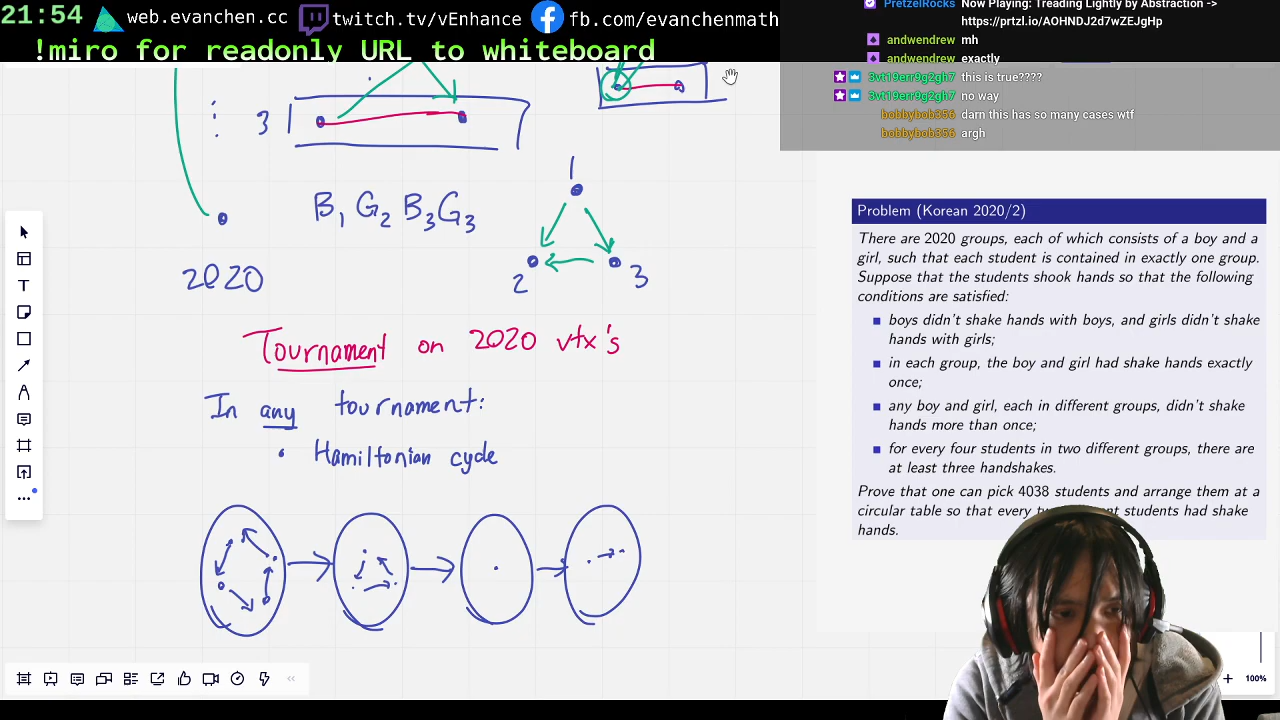 21:54
web.evanchen.cc
twitch.tv/vEnhance
fb.com/evanchenmath
!miro for readonly URL to whiteboard
PretzelRocks Now Playing: Treading Lightly by Abstraction ->
https://prtzl.io/AOHNDJ2d7wZEJgHp
andwendrew mh
andwendrew exactly
3vt19err9g2gh7 this is true????
3vt19err9g2gh7 no way
bobbybob356 darn this has so many cases wtf
bobbybob356 argh
3
B₁ G₂ B₃G₃
1
2
3
2020
Tournament on 2020 vtx's
In any tournament:
• Hamiltonian cycle
Problem (Korean 2020/2)
There are 2020 groups, each of which consists of a boy and a
girl, such that each student is contained in exactly one group.
Suppose that the students shook hands so that the following
conditions are satisfied:
boys didn't shake hands with boys, and girls didn't shake
hands with girls;
in each group, the boy and girl had shake hands exactly
once;
any boy and girl, each in different groups, didn't shake
hands more than once;
for every four students in two different groups, there are
at least three handshakes.
Prove that one can pick 4038 students and arrange them at a
circular table so that every students had shake
hands.
100%